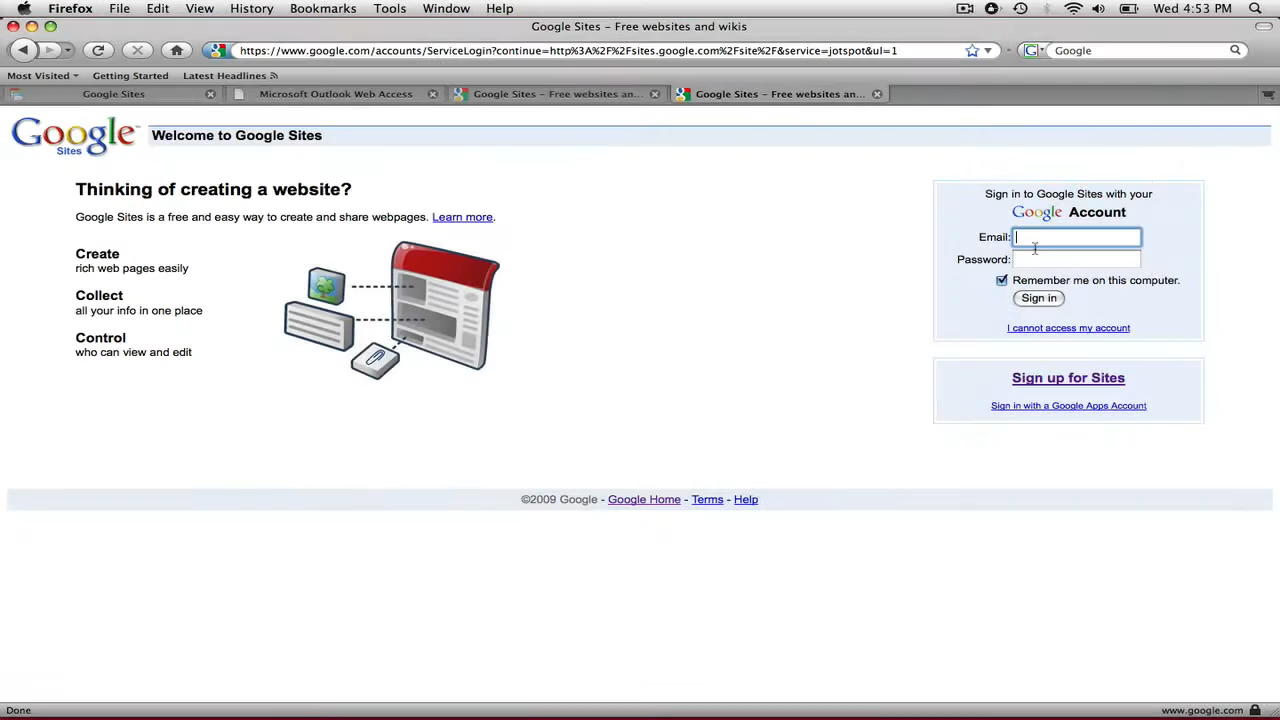 Firefox File Edit View History Bookmarks Tools Window Help Wed 4:53 PM
Google Sites - Free websites and wikis
https://www.google.com/accounts/ServiceLogin?continue=http%3A%2F%2Fsites.google.com%2Fsite%2F&service=jotspot&ul=1 Google
Most Visited Getting Started Latest Headlines
Google Sites Microsoft Outlook Web Access Google Sites - Free websites an... Google Sites - Free websites an...
Google Sites
Welcome to Google Sites
Thinking of creating a website?
Google Sites is a free and easy way to create and share webpages. Learn more.
Create
rich web pages easily
Collect
all your info in one place
Control
who can view and edit
Sign in to Google Sites with your
Google Account
Email:
Password:
Remember me on this computer.
Sign in
I cannot access my account
Sign up for Sites
Sign in with a Google Apps Account
©2009 Google - Google Home - Terms - Help
Done www.google.com